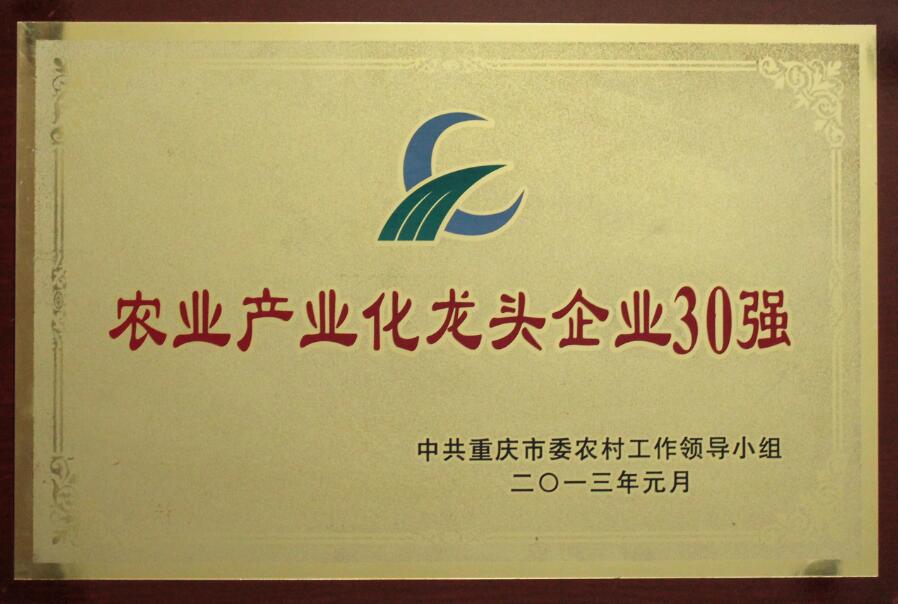 农业产业化龙头企业30强
中共重庆市委农村工作领导小组
二〇一三年元月